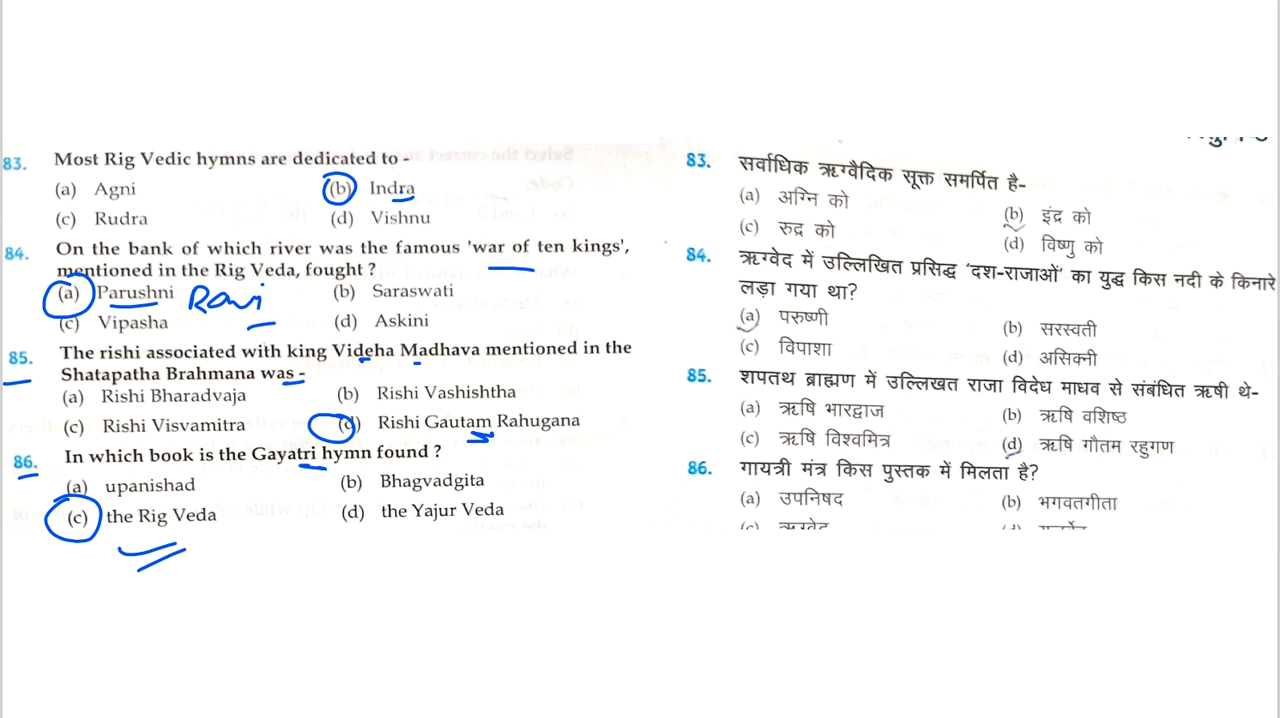 83. Most Rig Vedic hymns are dedicated to -
(a) Agni (b) Indra
(c) Rudra (d) Vishnu
84. On the bank of which river was the famous 'war of ten kings',
mentioned in the Rig Veda, fought ?
(a) Parushni Ravi (b) Saraswati
(c) Vipasha (d) Askini
85. The rishi associated with king Videha Madhava mentioned in the
Shatapatha Brahmana was -
(a) Rishi Bharadvaja (b) Rishi Vashishtha
(c) Rishi Visvamitra (d) Rishi Gautam Rahugana
86. In which book is the Gayatri hymn found ?
(a) upanishad (b) Bhagvadgita
(c) the Rig Veda (d) the Yajur Veda
83. सर्वाधिक ऋग्वैदिक सूक्त समर्पित है-
(a) अग्नि को (b) इंद्र को
(c) रुद्र को (d) विष्णु को
84. ऋग्वेद में उल्लिखित प्रसिद्ध 'दश-राजाओं' का युद्ध किस नदी के किनारे
लड़ा गया था?
(a) परुष्णी (b) सरस्वती
(c) विपाशा (d) असिक्नी
85. शपतथ ब्राह्मण में उल्लिखत राजा विदेध माधव से संबंधित ऋषी थे-
(a) ऋषि भारद्वाज (b) ऋषि वशिष्ठ
(c) ऋषि विश्वमित्र (d) ऋषि गौतम रहुगण
86. गायत्री मंत्र किस पुस्तक में मिलता है?
(a) उपनिषद (b) भगवतगीता